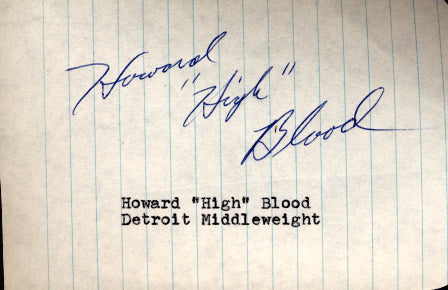 Howard
"High"
Blood
Howard "High" Blood
Detroit Middleweight